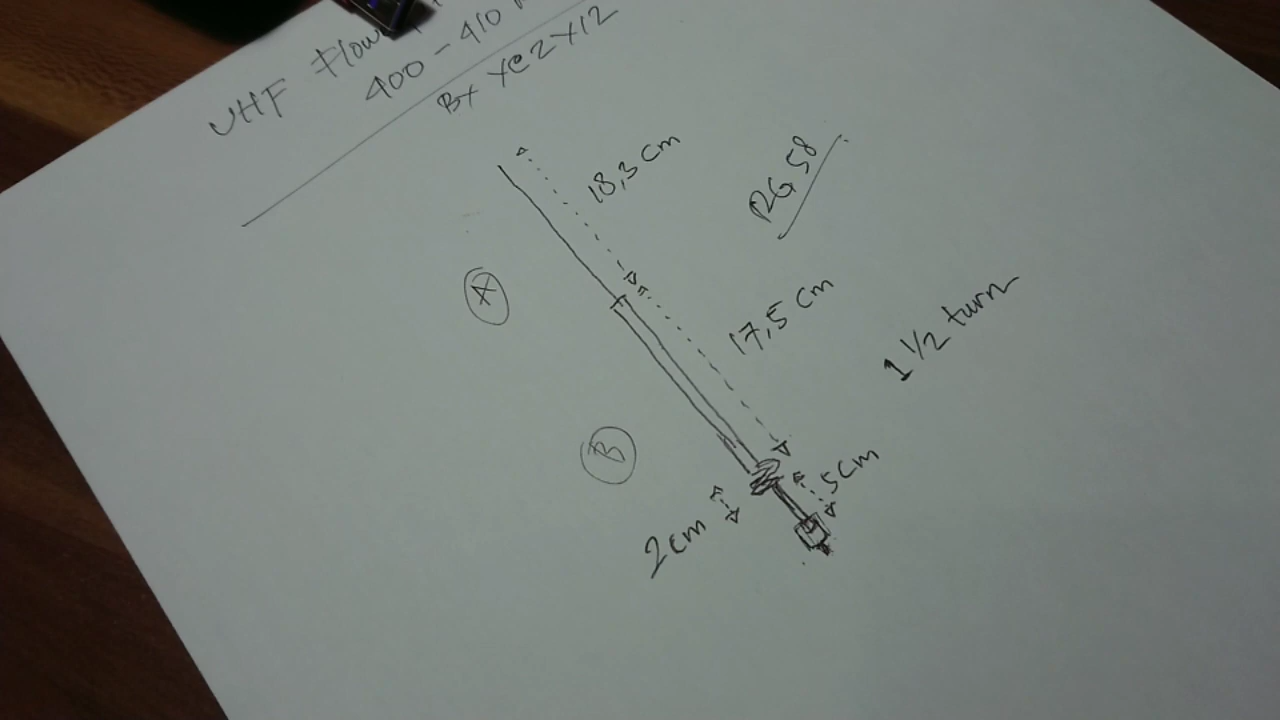 UHF Flow
400 - 410
By YC2YIZ
18,3 cm
RG 58
A
17,5 cm
1 1/2 turn
B
5cm
2cm